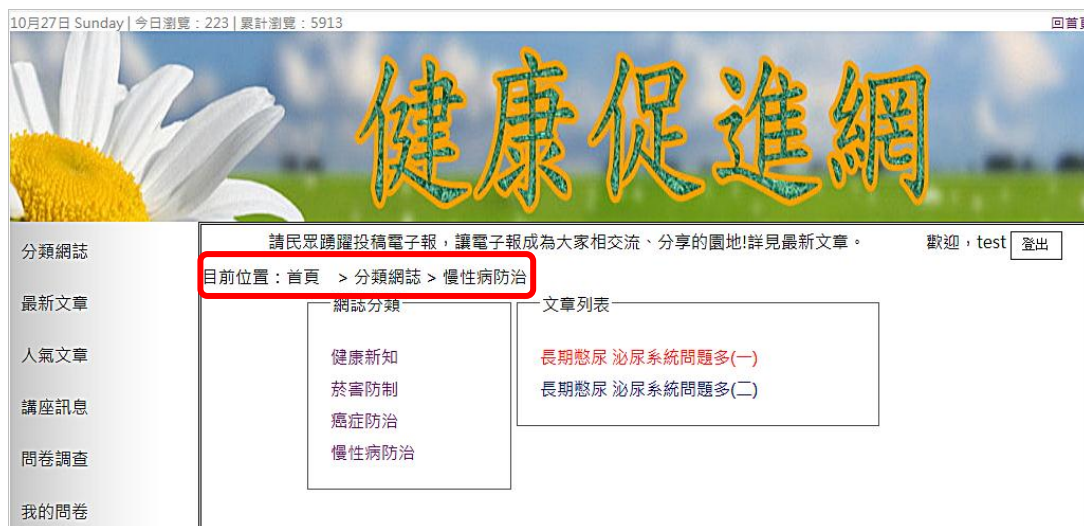 10月27日 Sunday | 今日瀏覽：223 | 累計瀏覽：5913
回首
健康促進網
分類網誌
最新文章
人氣文章
講座訊息
問卷調查
我的問卷
請民眾踴躍投稿電子報，讓電子報成為大家相交流、分享的園地!詳見最新文章。
歡迎，test 登出
目前位置：首頁 > 分類網誌 > 慢性病防治
網誌分類
健康新知
菸害防制
癌症防治
慢性病防治
文章列表
長期憋尿 泌尿系統問題多(一)
長期憋尿 泌尿系統問題多(二)